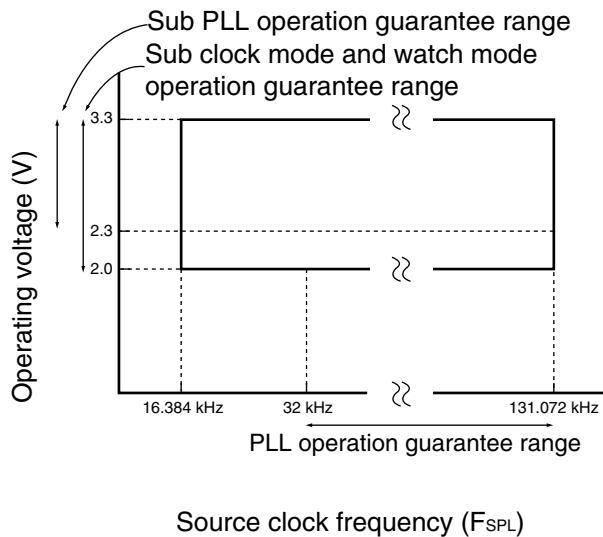 Sub PLL operation guarantee range
Sub clock mode and watch mode
operation guarantee range
3.3
2.3
2.0
Operating voltage (V)
16.384 kHz
32 kHz
131.072 kHz
PLL operation guarantee range
Source clock frequency (FSPL)